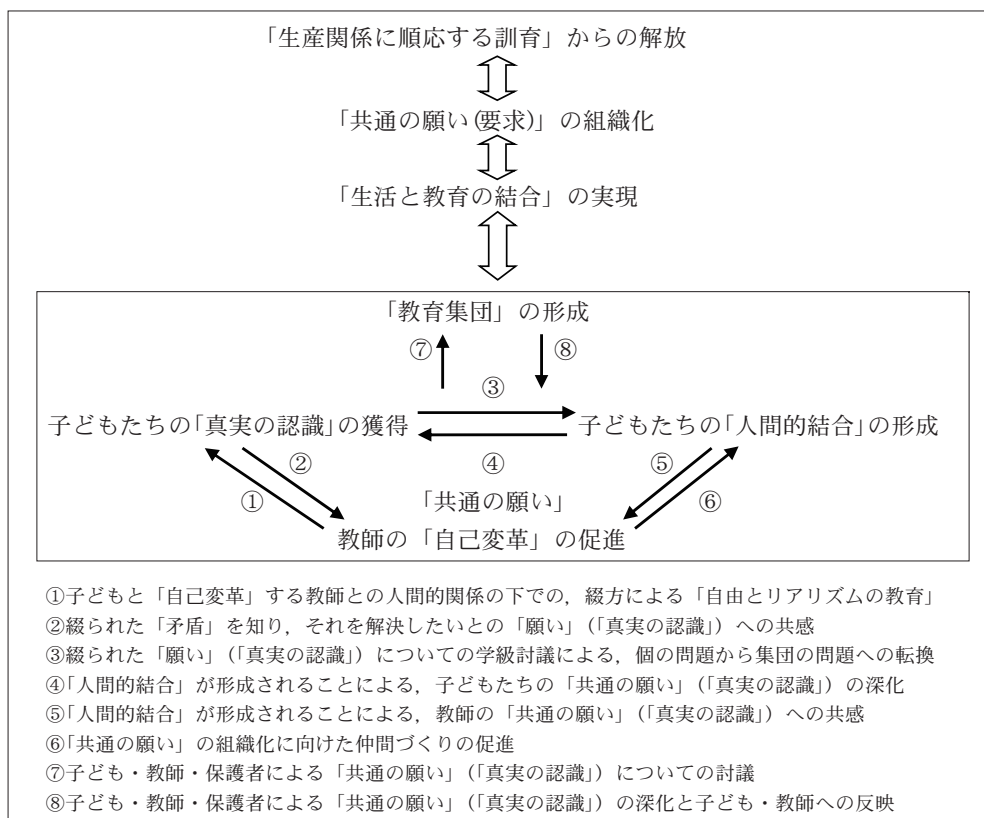 「生産関係に順応する訓育」からの解放
「共通の願い(要求)」の組織化
「生活と教育の結合」の実現
「教育集団」の形成
⑦
⑧
③
子どもたちの「真実の認識」の獲得
子どもたちの「人間的結合」の形成
②
④
⑤
①
「共通の願い」
⑥
教師の「自己変革」の促進
①子どもと「自己変革」する教師との人間的関係の下での，綴方による「自由とリアリズムの教育」
②綴られた「矛盾」を知り，それを解決したいとの「願い」(「真実の認識」)への共感
③綴られた「願い」(「真実の認識」)についての学級討議による，個の問題から集団の問題への転換
④「人間的結合」が形成されることによる，子どもたちの「共通の願い」(「真実の認識」)の深化
⑤「人間的結合」が形成されることによる，教師の「共通の願い」(「真実の認識」)への共感
⑥「共通の願い」の組織化に向けた仲間づくりの促進
⑦子ども・教師・保護者による「共通の願い」(「真実の認識」)についての討議
⑧子ども・教師・保護者による「共通の願い」(「真実の認識」)の深化と子ども・教師への反映